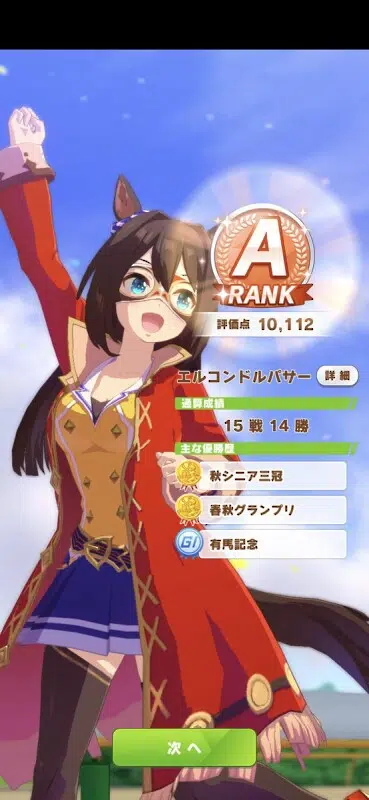 A
RANK
評価点 10,112
エルコンドルパサー 詳細
通算成績
15 戦 14 勝
主な優勝歴
秋シニア三冠
春秋グランプリ
GI 有馬記念
次へ